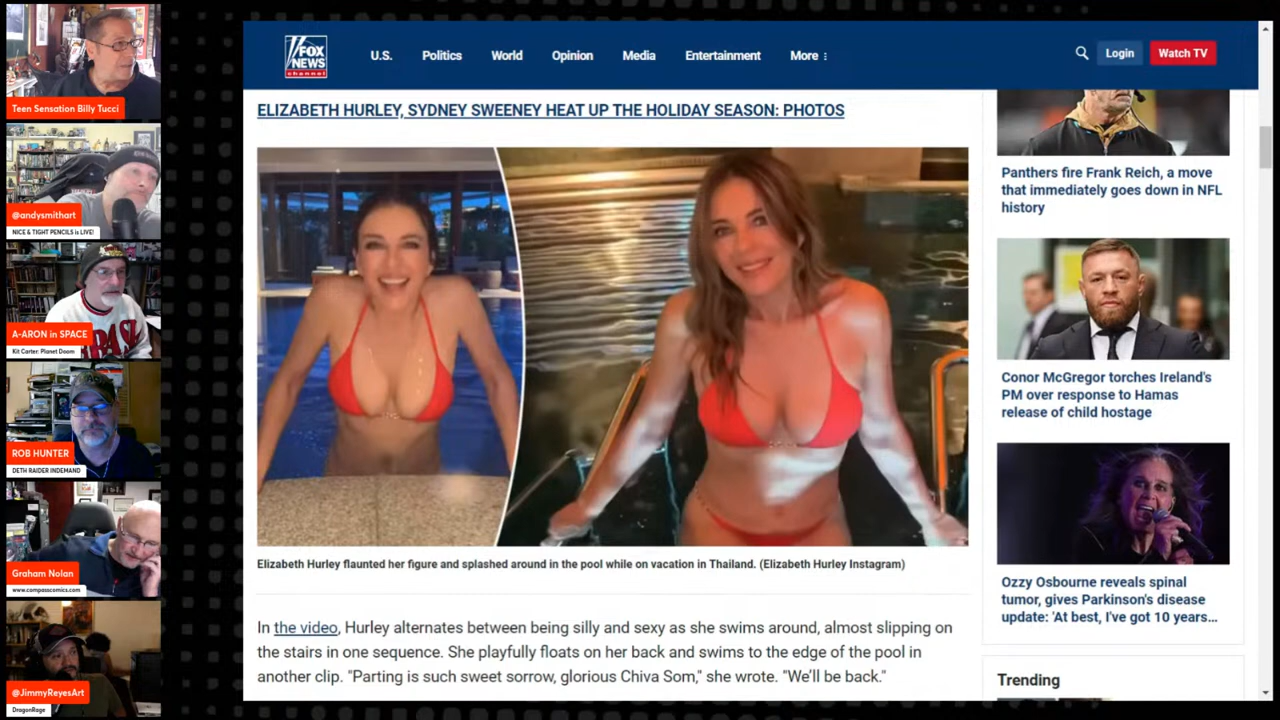 Teen Sensation Billy Tucci
@andysmithart
NICE & TIGHT PENCILS is LIVE!
A-ARON in SPACE
Kit Carter: Planet Doom
ROB HUNTER
DETH RAIDER INDEMAND
Graham Nolan
www.compasscomics.com
@JimmyReyesArt
DragonRage
FOX
NEWS
channel
U.S. Politics World Opinion Media Entertainment More
Login
Watch TV
ELIZABETH HURLEY, SYDNEY SWEENEY HEAT UP THE HOLIDAY SEASON: PHOTOS
Elizabeth Hurley flaunted her figure and splashed around in the pool while on vacation in Thailand. (Elizabeth Hurley Instagram)
In the video, Hurley alternates between being silly and sexy as she swims around, almost slipping on
the stairs in one sequence. She playfully floats on her back and swims to the edge of the pool in
another clip. "Parting is such sweet sorrow, glorious Chiva Som," she wrote. "We'll be back."
Panthers fire Frank Reich, a move
that immediately goes down in NFL
history
Conor McGregor torches Ireland's
PM over response to Hamas
release of child hostage
Ozzy Osbourne reveals spinal
tumor, gives Parkinson's disease
update: 'At best, I've got 10 years...
Trending